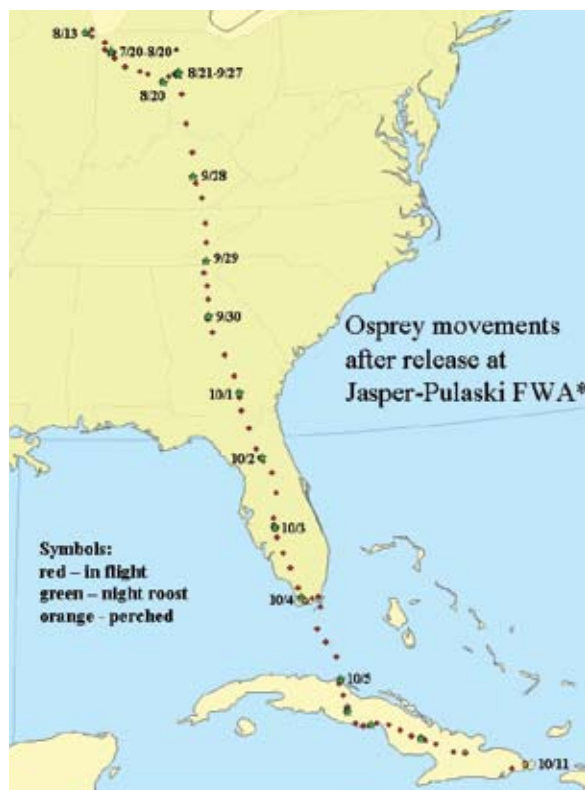 8/13
7/20-8/20
8/21-9/27
8/20
9/28
9/29
9/30
Osprey movements
after release at
Jasper-Pulaski FWA*
10/1
10/2
10/3
Symbols:
red – in flight
green – night roost
orange - perched
10/4
10/5
10/11